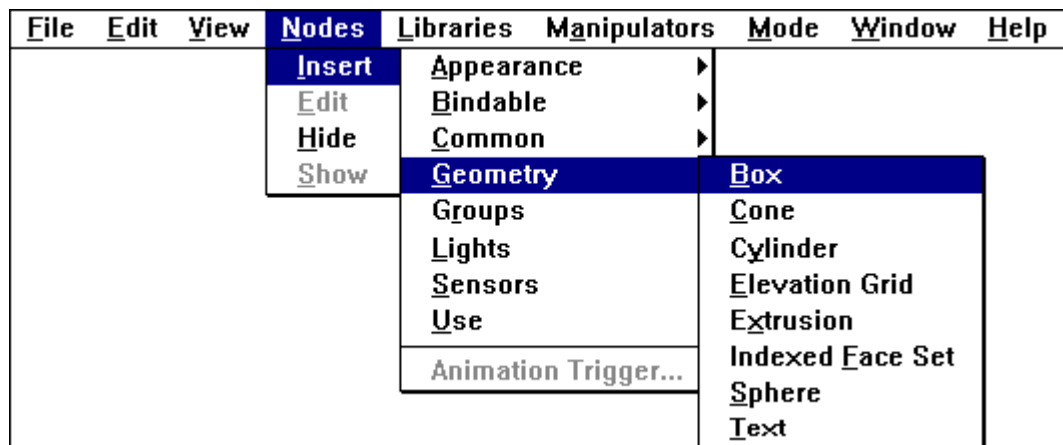 File Edit View Nodes Libraries Manipulators Mode Window Help
Insert
Edit
Hide
Show
Appearance
Bindable
Common
Geometry
Groups
Lights
Sensors
Use
Animation Trigger...
Box
Cone
Cylinder
Elevation Grid
Extrusion
Indexed Face Set
Sphere
Text